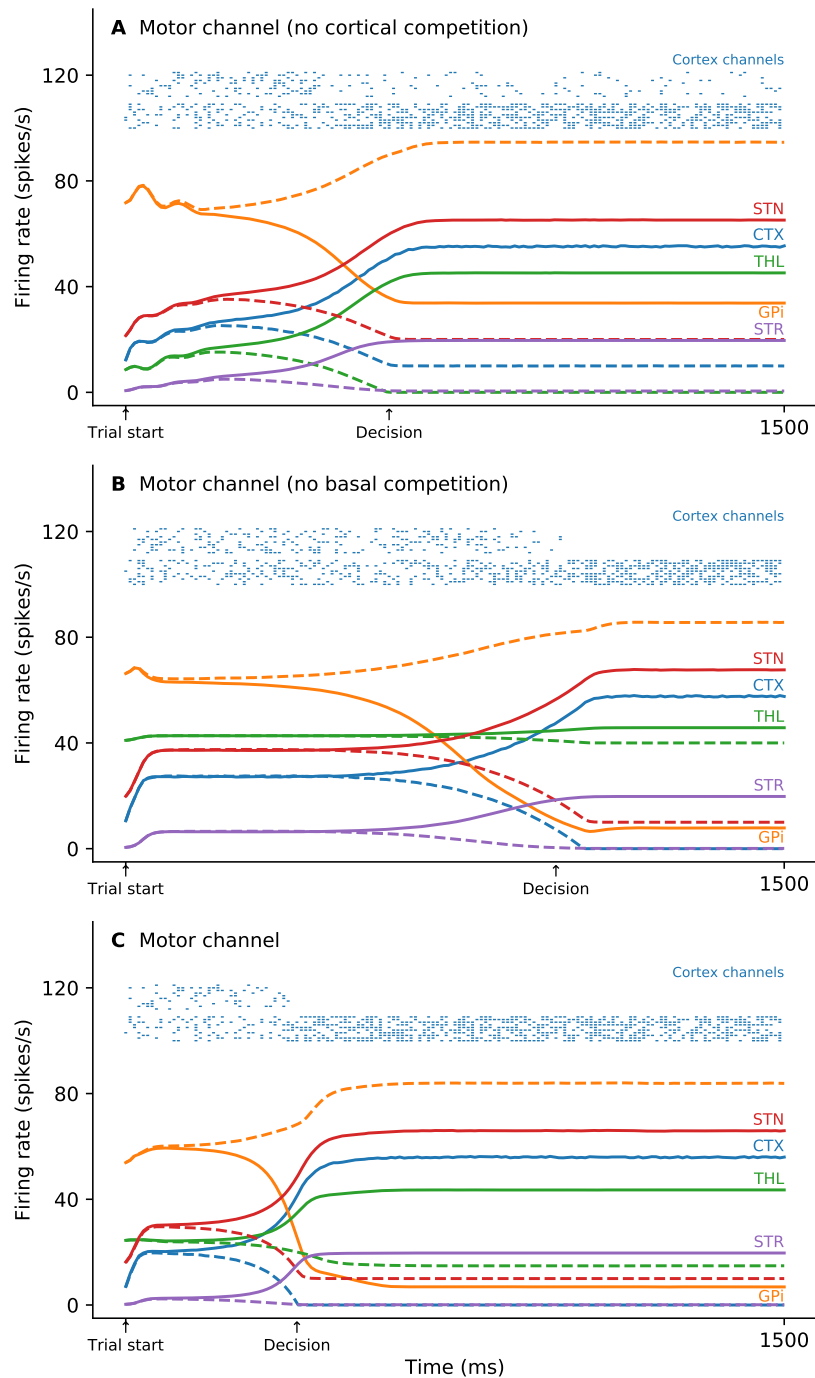 A Motor channel (no cortical competition)
Cortex channels
120
80
40
0
Firing rate (spikes/s)
STN
CTX
THL
GPi
STR
↑
Trial start
↑
Decision
1500
B Motor channel (no basal competition)
Cortex channels
120
80
40
0
Firing rate (spikes/s)
STN
CTX
THL
STR
GPi
↑
Trial start
↑
Decision
1500
C Motor channel
Cortex channels
120
80
40
0
Firing rate (spikes/s)
STN
CTX
THL
STR
GPi
↑
Trial start
↑
Decision
1500
Time (ms)